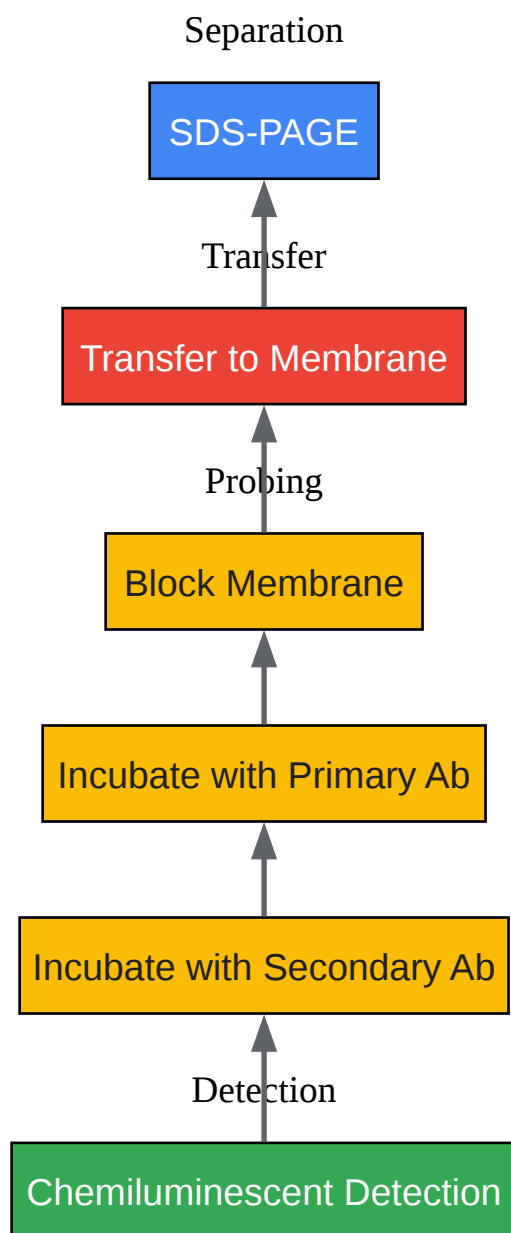 Separation
SDS-PAGE
Transfer
Transfer to Membrane
Probing
Block Membrane
Incubate with Primary Ab
Incubate with Secondary Ab
Detection
Chemiluminescent Detection